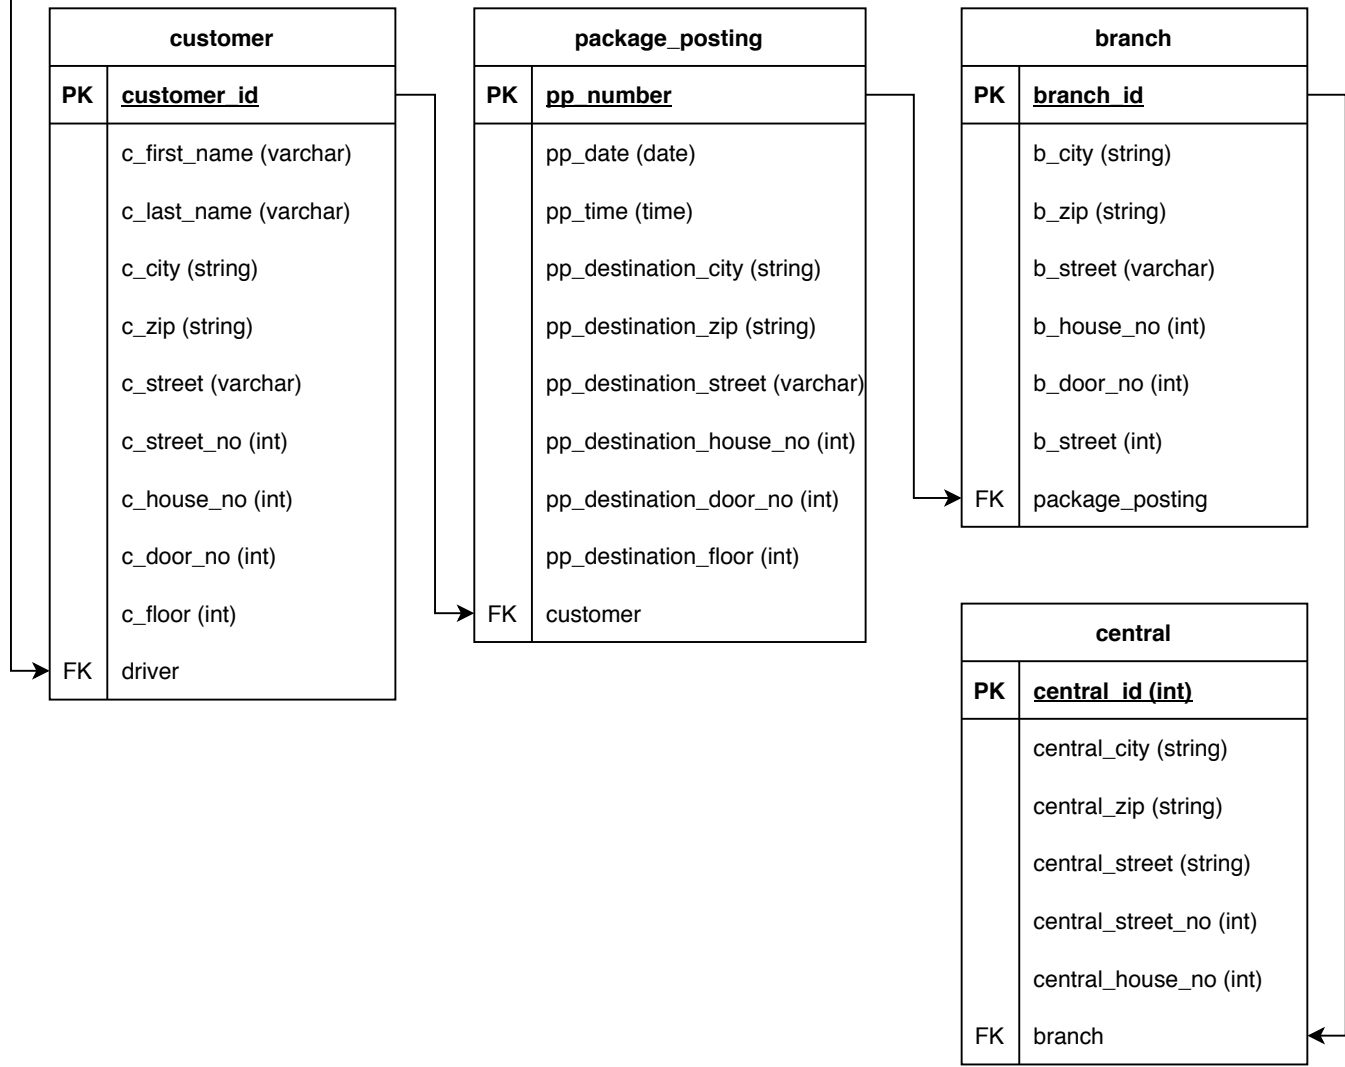 customer
PK customer_id
c_first_name (varchar)
c_last_name (varchar)
c_city (string)
c_zip (string)
c_street (varchar)
c_street_no (int)
c_house_no (int)
c_door_no (int)
c_floor (int)
FK driver
package_posting
PK pp_number
pp_date (date)
pp_time (time)
pp_destination_city (string)
pp_destination_zip (string)
pp_destination_street (varchar)
pp_destination_house_no (int)
pp_destination_door_no (int)
pp_destination_floor (int)
FK customer
branch
PK branch_id
b_city (string)
b_zip (string)
b_street (varchar)
b_house_no (int)
b_door_no (int)
b_street (int)
FK package_posting
central
PK central_id (int)
central_city (string)
central_zip (string)
central_street (string)
central_street_no (int)
central_house_no (int)
FK branch